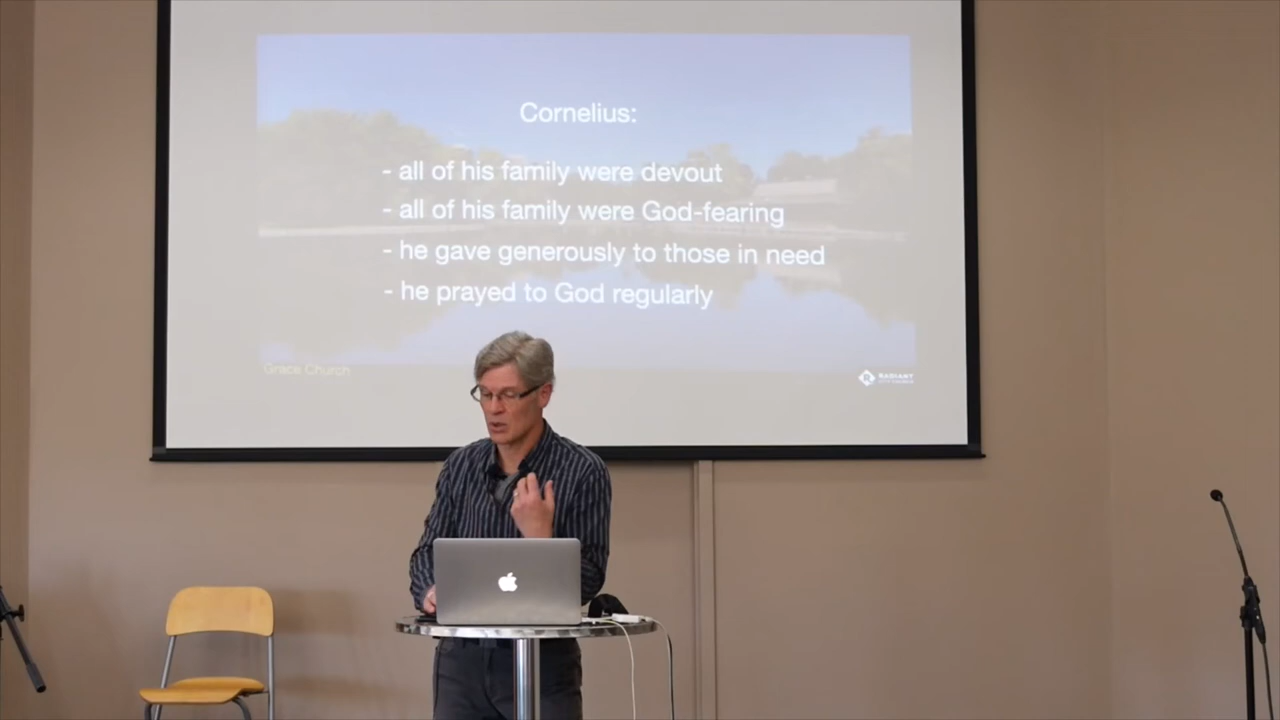 Cornelius:
- all of his family were devout
- all of his family were God-fearing
- he gave generously to those in need
- he prayed to God regularly
Grace Church
RADIANT